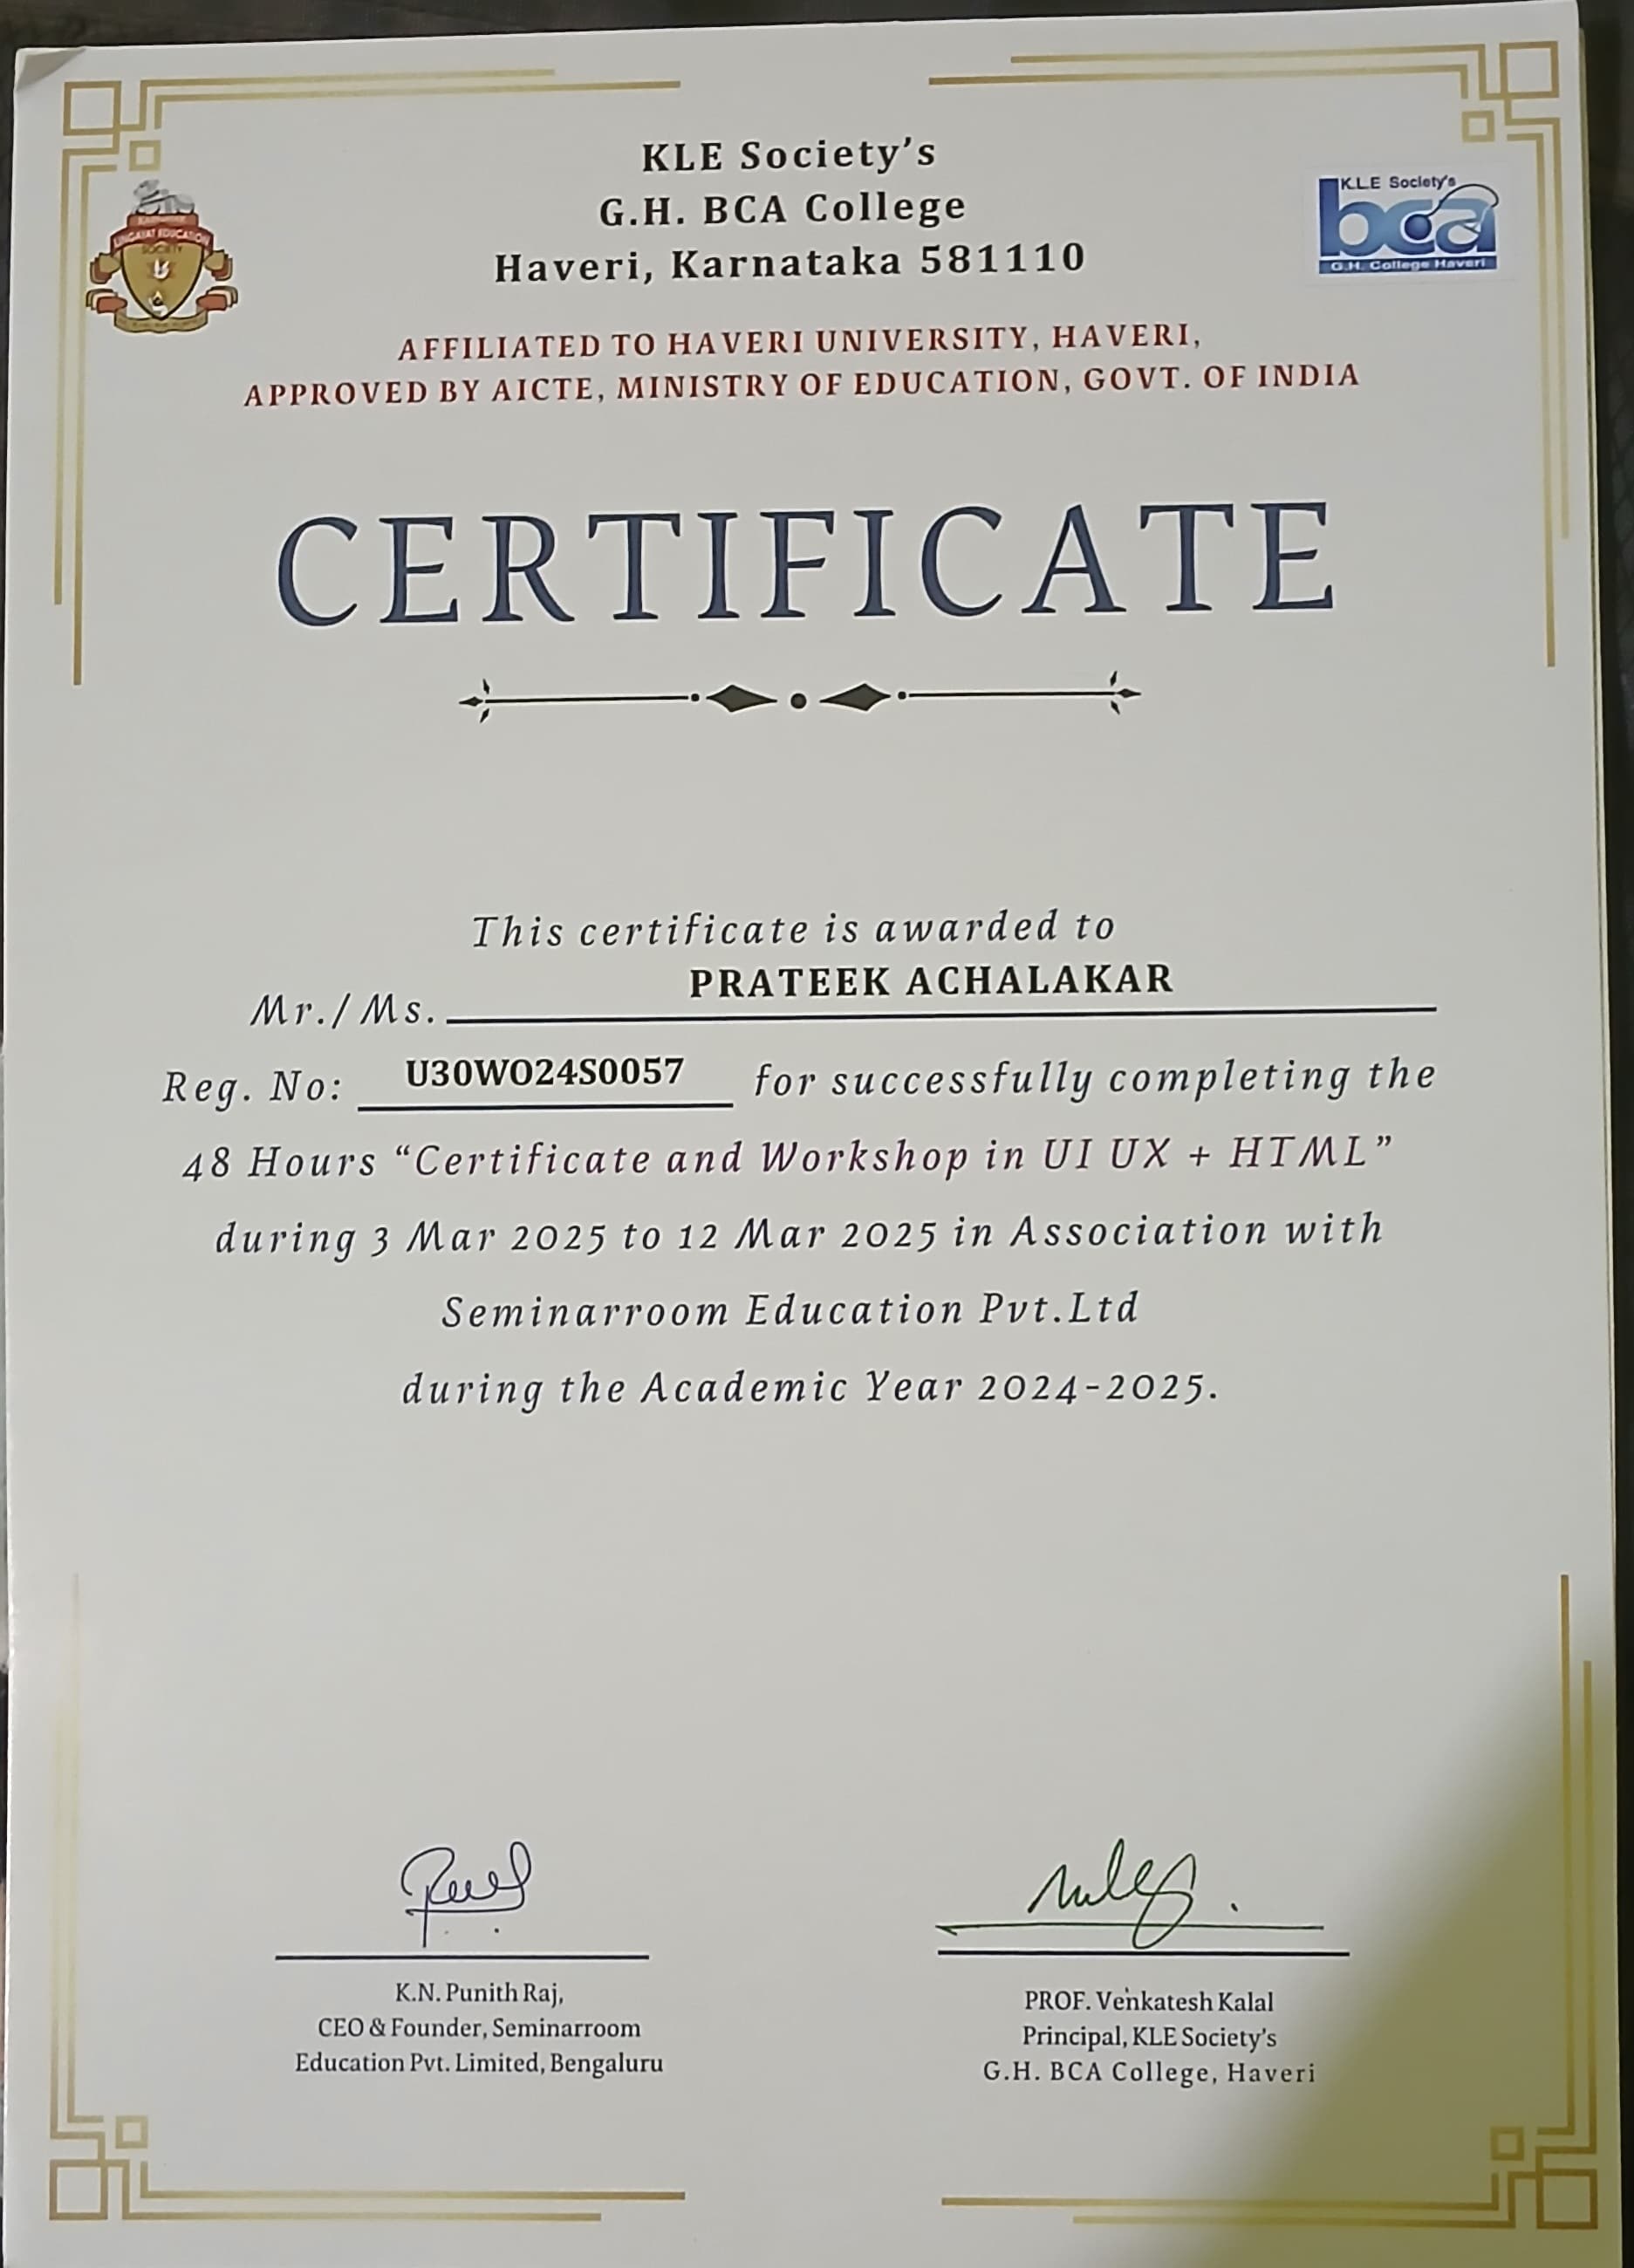 KLE Society's
G.H. BCA College
Haveri, Karnataka 581110
LINGAYAT EDUCATION
SOCIETY
K.L.E Society's
bca
G.H. College Haveri
AFFILIATED TO HAVERI UNIVERSITY, HAVERI,
APPROVED BY AICTE, MINISTRY OF EDUCATION, GOVT. OF INDIA
CERTIFICATE
This certificate is awarded to
Mr./Ms. PRATEEK ACHALAKAR
Reg. No: U30WO24S0057 for successfully completing the
48 Hours “Certificate and Workshop in UI UX + HTML”
during 3 Mar 2025 to 12 Mar 2025 in Association with
Seminarroom Education Pvt.Ltd
during the Academic Year 2024-2025.
K.N. Punith Raj,
CEO & Founder, Seminarroom
Education Pvt. Limited, Bengaluru
PROF. Venkatesh Kalal
Principal, KLE Society's
G.H. BCA College, Haveri